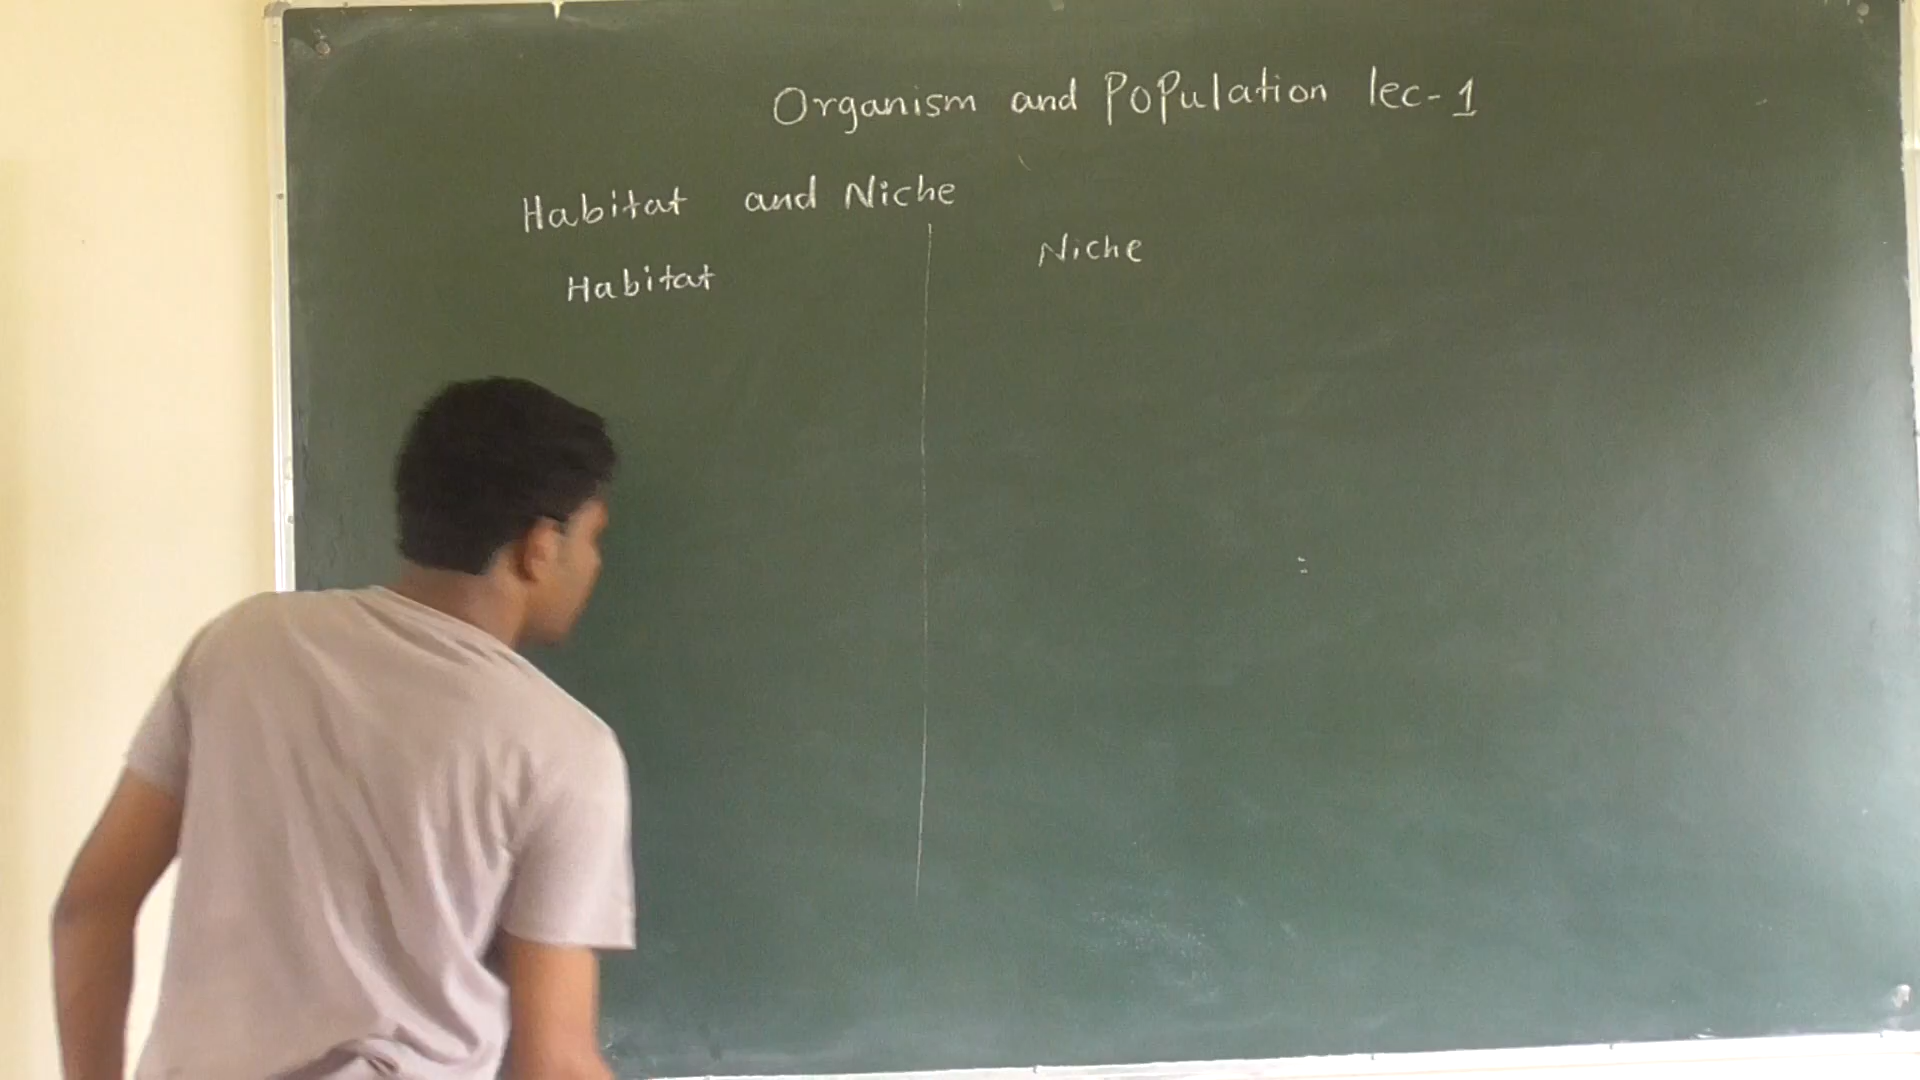 Organism and Population lec-1
Habitat and Niche
Habitat
Niche